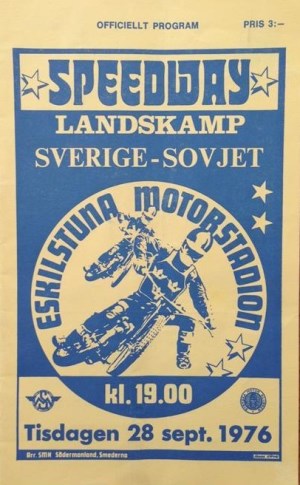 OFFICIELLT PROGRAM
PRIS 3:–
SPEEDWAY
LANDSKAMP
SVERIGE-SOVJET
ESKILSTUNA MOTORSTADION
kl. 19.00
Tisdagen 28 sept. 1976
Arr. SMK Södermanland, Smederna